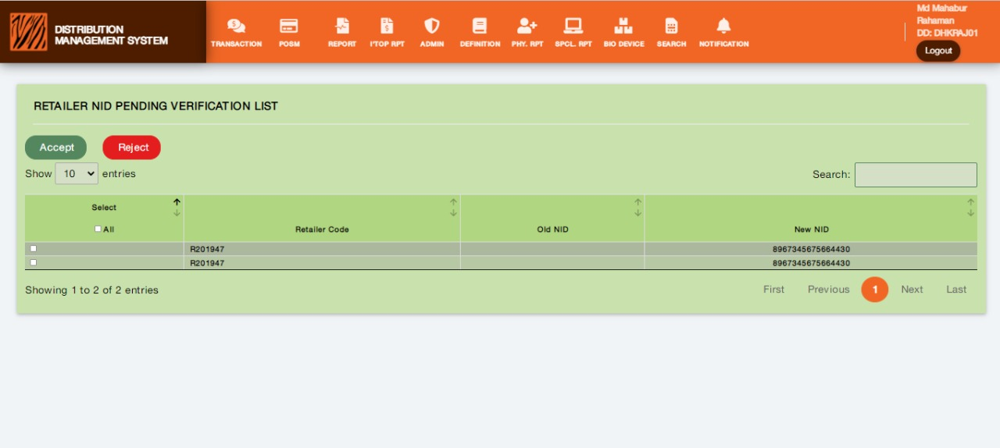 DISTRIBUTION
MANAGEMENT SYSTEM
TRANSACTION
POSM
REPORT
I'TOP RPT
ADMIN
DEFINITION
PHY. RPT
SPCL. RPT
BIO DEVICE
SEARCH
NOTIFICATION
Md Mahabur
Rahaman
DD: DHKRAJ01
Logout
RETAILER NID PENDING VERIFICATION LIST
Accept Reject
Show 10 entries Search:
Select
All Retailer Code Old NID New NID
R201947 8967345675664430
R201947 8967345675664430
Showing 1 to 2 of 2 entries First Previous 1 Next Last